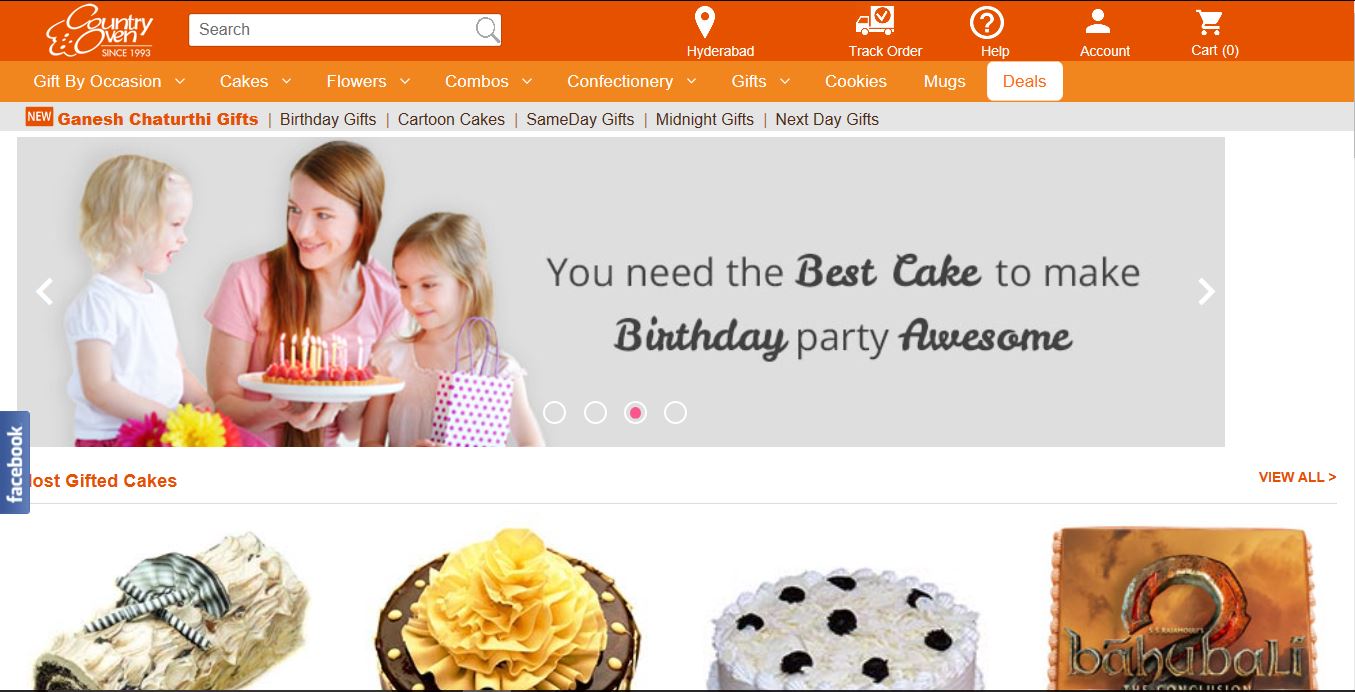 Country
Oven
SINCE 1993
Search
Hyderabad
Track Order
Help
Account
Cart (0)
Gift By Occasion
Cakes
Flowers
Combos
Confectionery
Gifts
Cookies
Mugs
Deals
NEW Ganesh Chaturthi Gifts | Birthday Gifts | Cartoon Cakes | SameDay Gifts | Midnight Gifts | Next Day Gifts
You need the Best Cake to make
Birthday party Awesome
facebook
ost Gifted Cakes
VIEW ALL >
S. S. RAJAMOULI'S
bāhubali
2
THE CONCLUSION